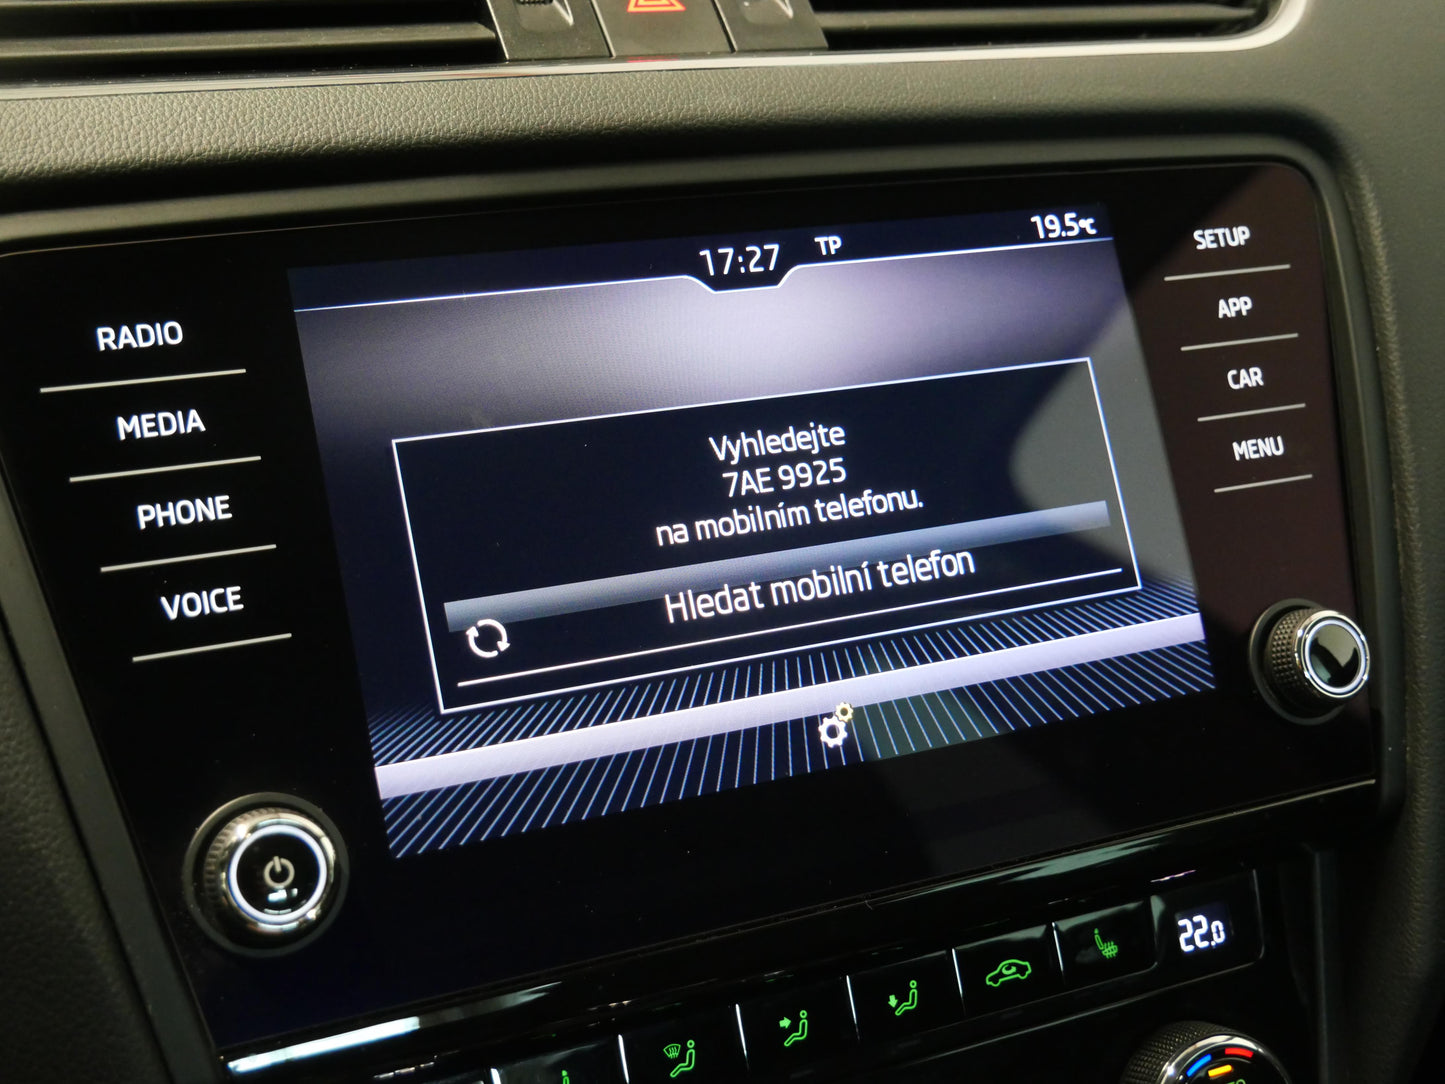 17:27 TP 19.5°C
RADIO
MEDIA
PHONE
VOICE
Vyhledejte
7AE 9925
na mobilním telefonu.
Hledat mobilní telefon
SETUP
APP
CAR
MENU
22.0